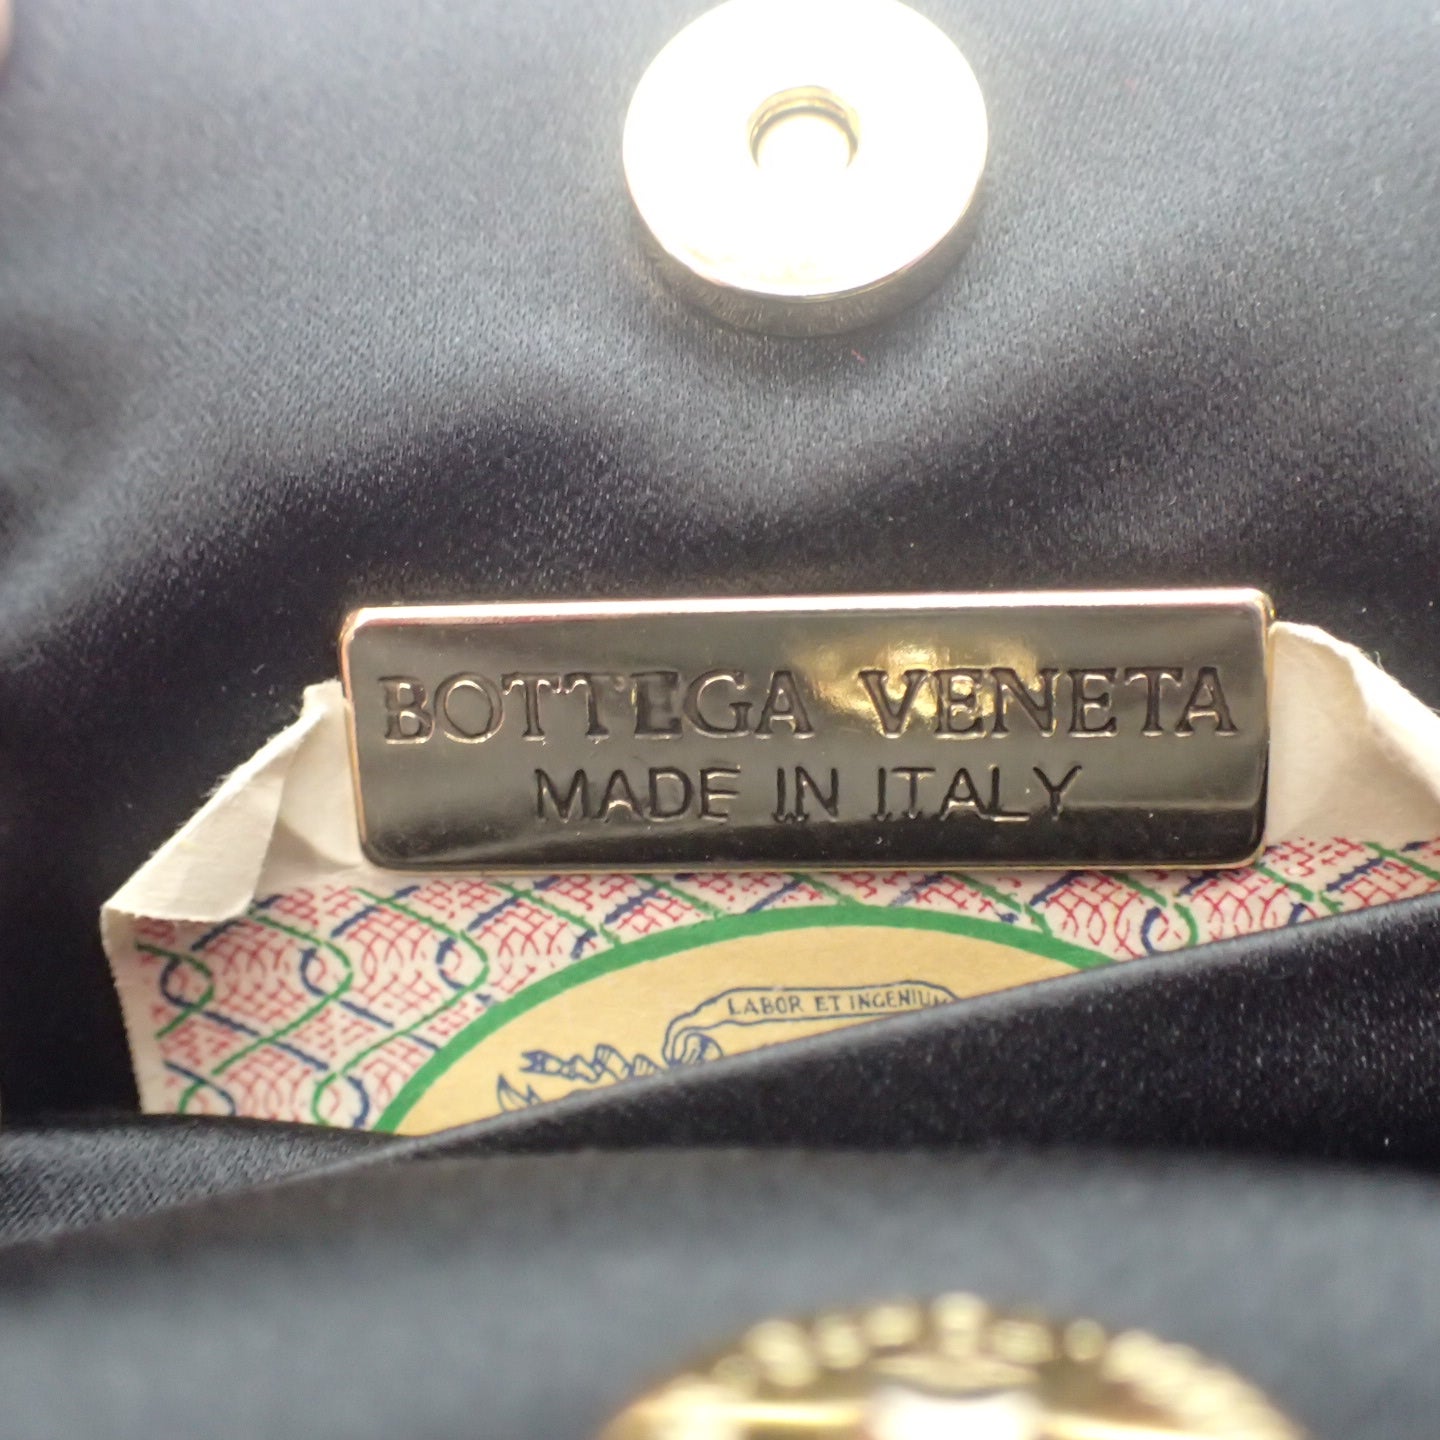 BOTTEGA VENETA
MADE IN ITALY
LABOR ET INGENIUM